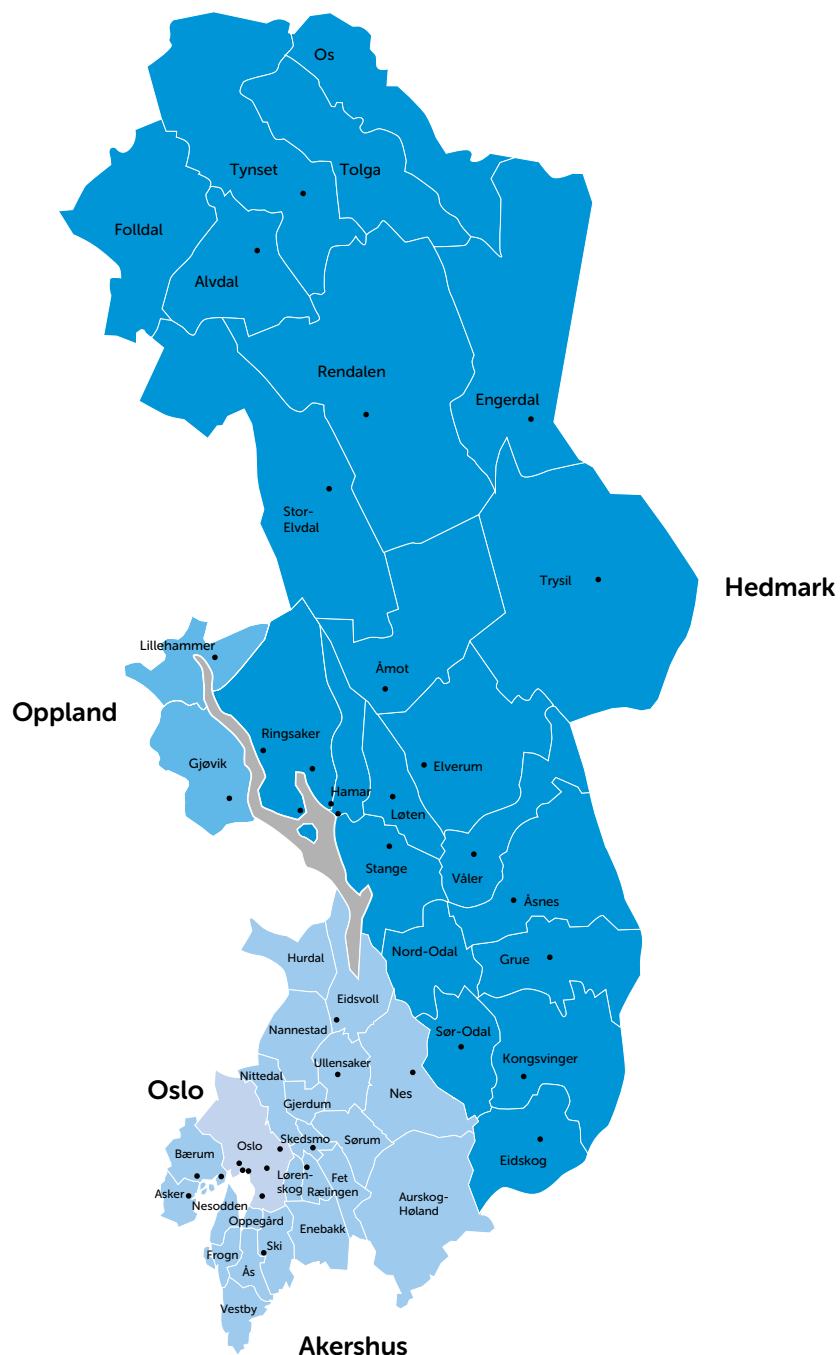 Os
Tynset
Tolga
Folldal
Alvdal
Rendalen
Engerdal
Stor-
Elvdal
Trysil
Hedmark
Lillehammer
Åmot
Oppland
Ringsaker
Gjøvik
Elverum
Hamar
Løten
Stange
Våler
Åsnes
Nord-Odal
Grue
Hurdal
Eidsvoll
Nannestad
Sør-Odal
Kongsvinger
Ullensaker
Nittedal
Oslo
Nes
Gjerdum
Skedsmo
Sørum
Oslo
Bærum
Eidskog
Løren-
skog
Fet
Rælingen
Asker
Nesodden
Aurskog-
Høland
Oppegård
Enebakk
Ski
Frogn
Ås
Vestby
Akershus